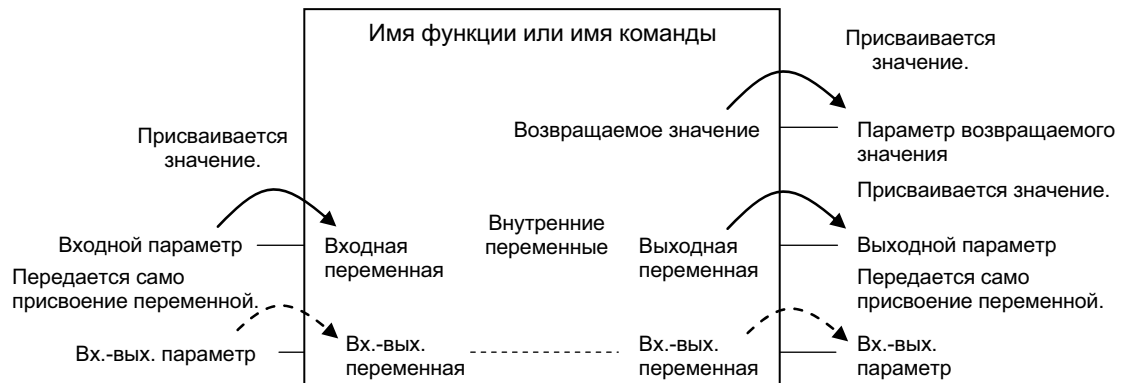 Имя функции или имя команды
Присваивается
значение.
Возвращаемое значение
Параметр возвращаемого
значения
Присваивается
значение.
Присваивается значение.
Входной параметр
Входная
переменная
Внутренние
переменные
Выходная
переменная
Выходной параметр
Передается само
присвоение переменной.
Передается само
присвоение переменной.
Вх.-вых. параметр
Вх.-вых.
переменная
Вх.-вых.
переменная
Вх.-вых.
параметр